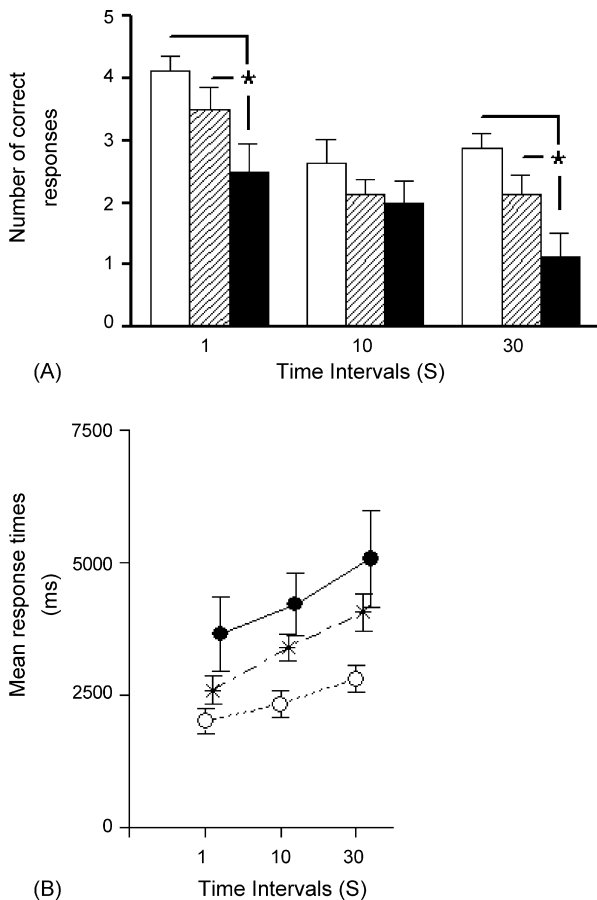 5
4
3
2
1
0
Number of correct
responses
*
*
1 10 30
(A) Time Intervals (S)
7500
5000
2500
0
Mean response times
(ms)
1 10 30
(B) Time Intervals (S)